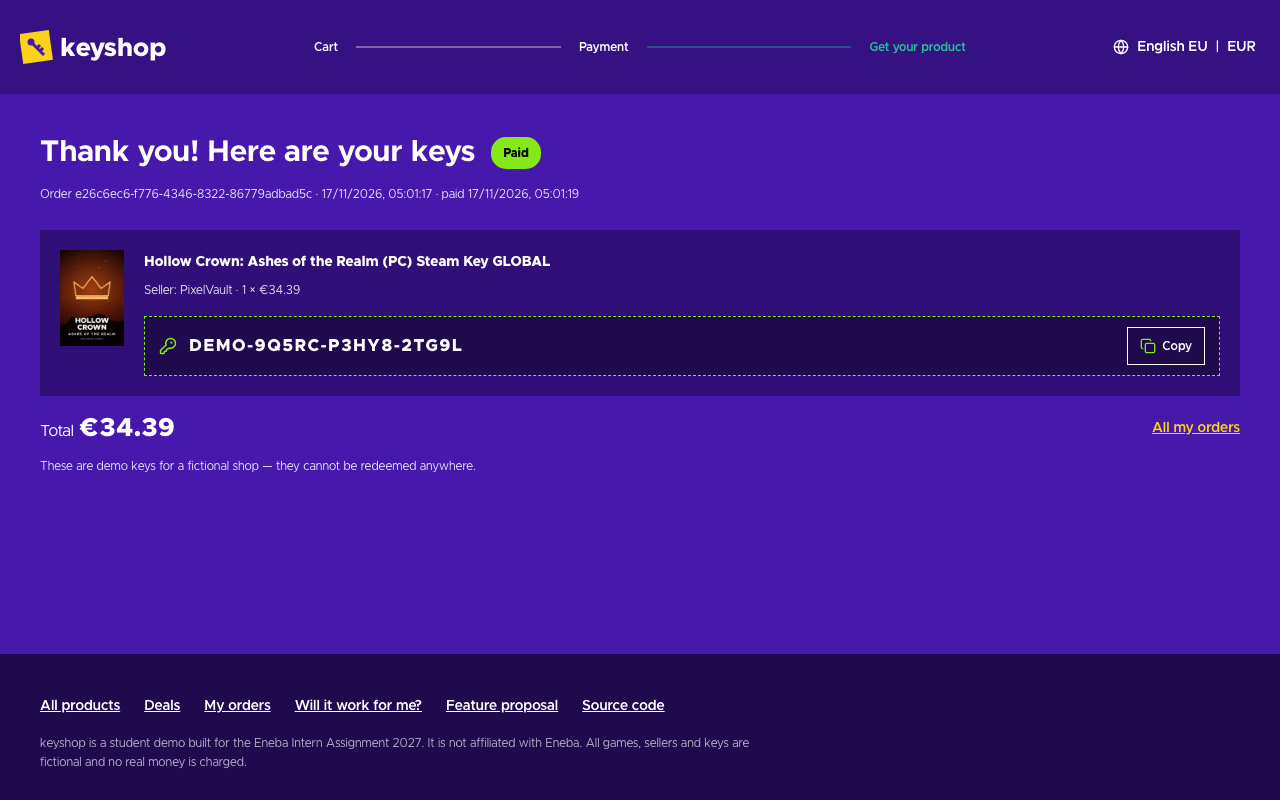 keyshop
Cart
Payment
Get your product
English EU | EUR
Thank you! Here are your keys
Paid
Order e26c6ec6-f776-4346-8322-86779adbad5c · 17/11/2026, 05:01:17 · paid 17/11/2026, 05:01:19
HOLLOW
CROWN
ASHES OF THE REALM
Hollow Crown: Ashes of the Realm (PC) Steam Key GLOBAL
Seller: PixelVault · 1 × €34.39
DEMO-9Q5RC-P3HY8-2TG9L
Copy
Total €34.39
All my orders
These are demo keys for a fictional shop — they cannot be redeemed anywhere.
All products
Deals
My orders
Will it work for me?
Feature proposal
Source code
keyshop is a student demo built for the Eneba Intern Assignment 2027. It is not affiliated with Eneba. All games, sellers and keys are
fictional and no real money is charged.